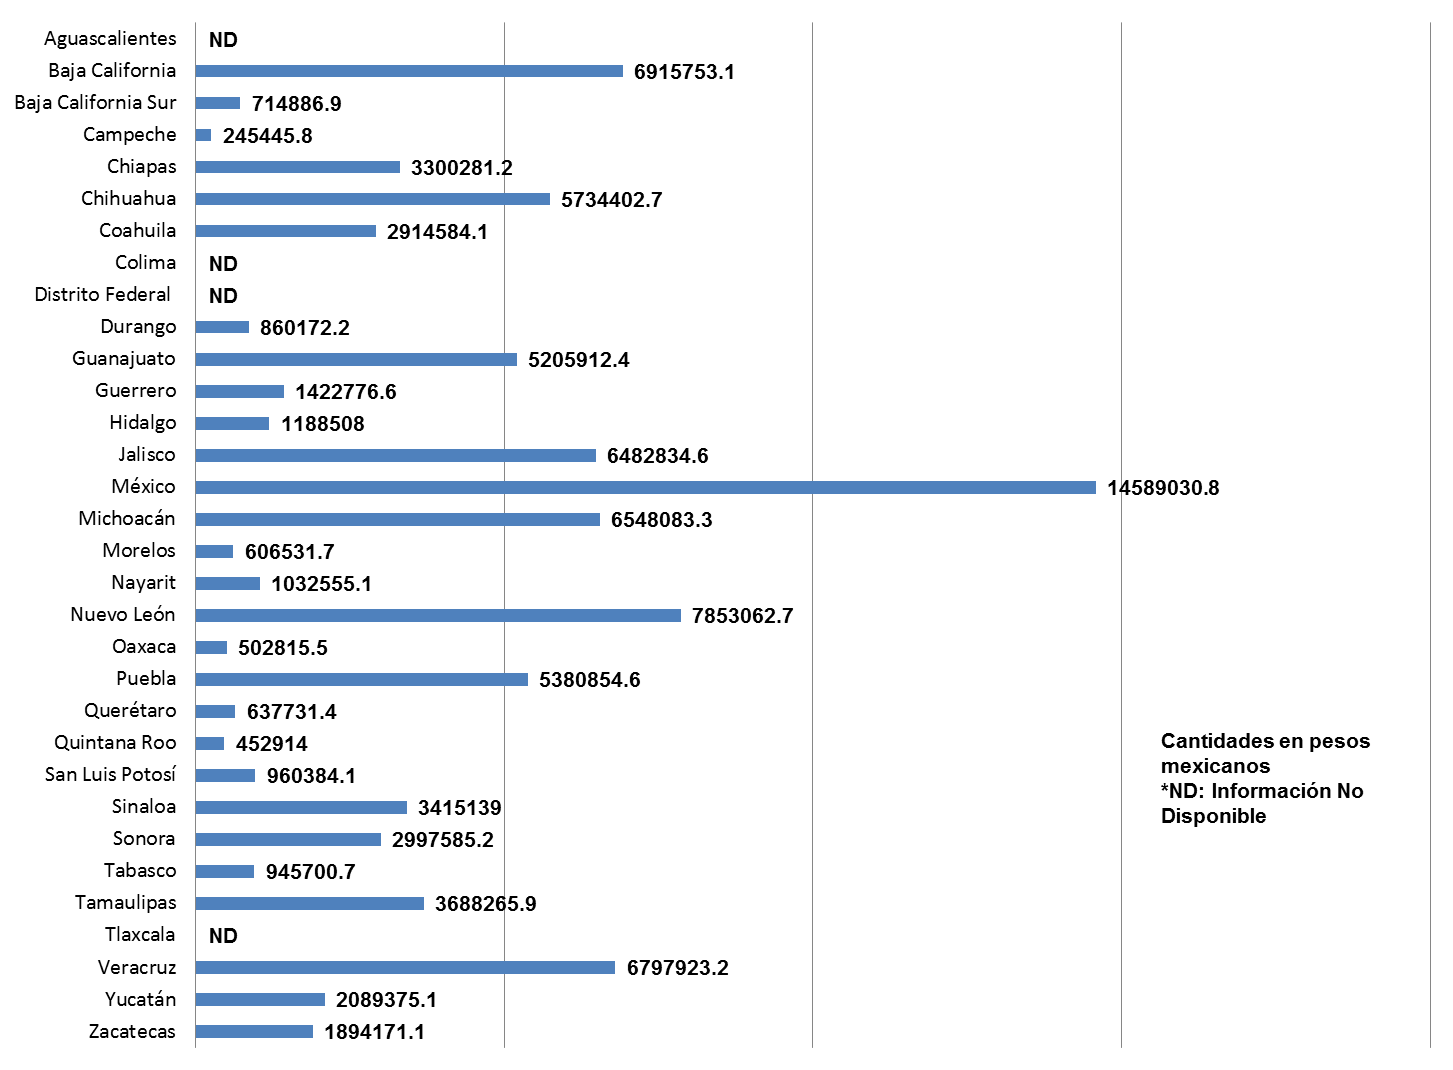 Aguascalientes ND
Baja California 6915753.1
Baja California Sur 714886.9
Campeche 245445.8
Chiapas 3300281.2
Chihuahua 5734402.7
Coahuila 2914584.1
Colima ND
Distrito Federal ND
Durango 860172.2
Guanajuato 5205912.4
Guerrero 1422776.6
Hidalgo 1188508
Jalisco 6482834.6
México 14589030.8
Michoacán 6548083.3
Morelos 606531.7
Nayarit 1032555.1
Nuevo León 7853062.7
Oaxaca 502815.5
Puebla 5380854.6
Querétaro 637731.4
Quintana Roo 452914
San Luis Potosí 960384.1
Sinaloa 3415139
Sonora 2997585.2
Tabasco 945700.7
Tamaulipas 3688265.9
Tlaxcala ND
Veracruz 6797923.2
Yucatán 2089375.1
Zacatecas 1894171.1
Cantidades en pesos
mexicanos
*ND: Información No
Disponible